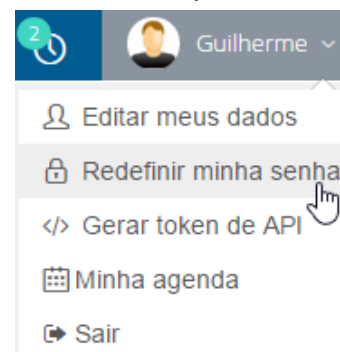 2
Guilherme
Editar meus dados
Redefinir minha senha
</> Gerar token de API
Minha agenda
Sair